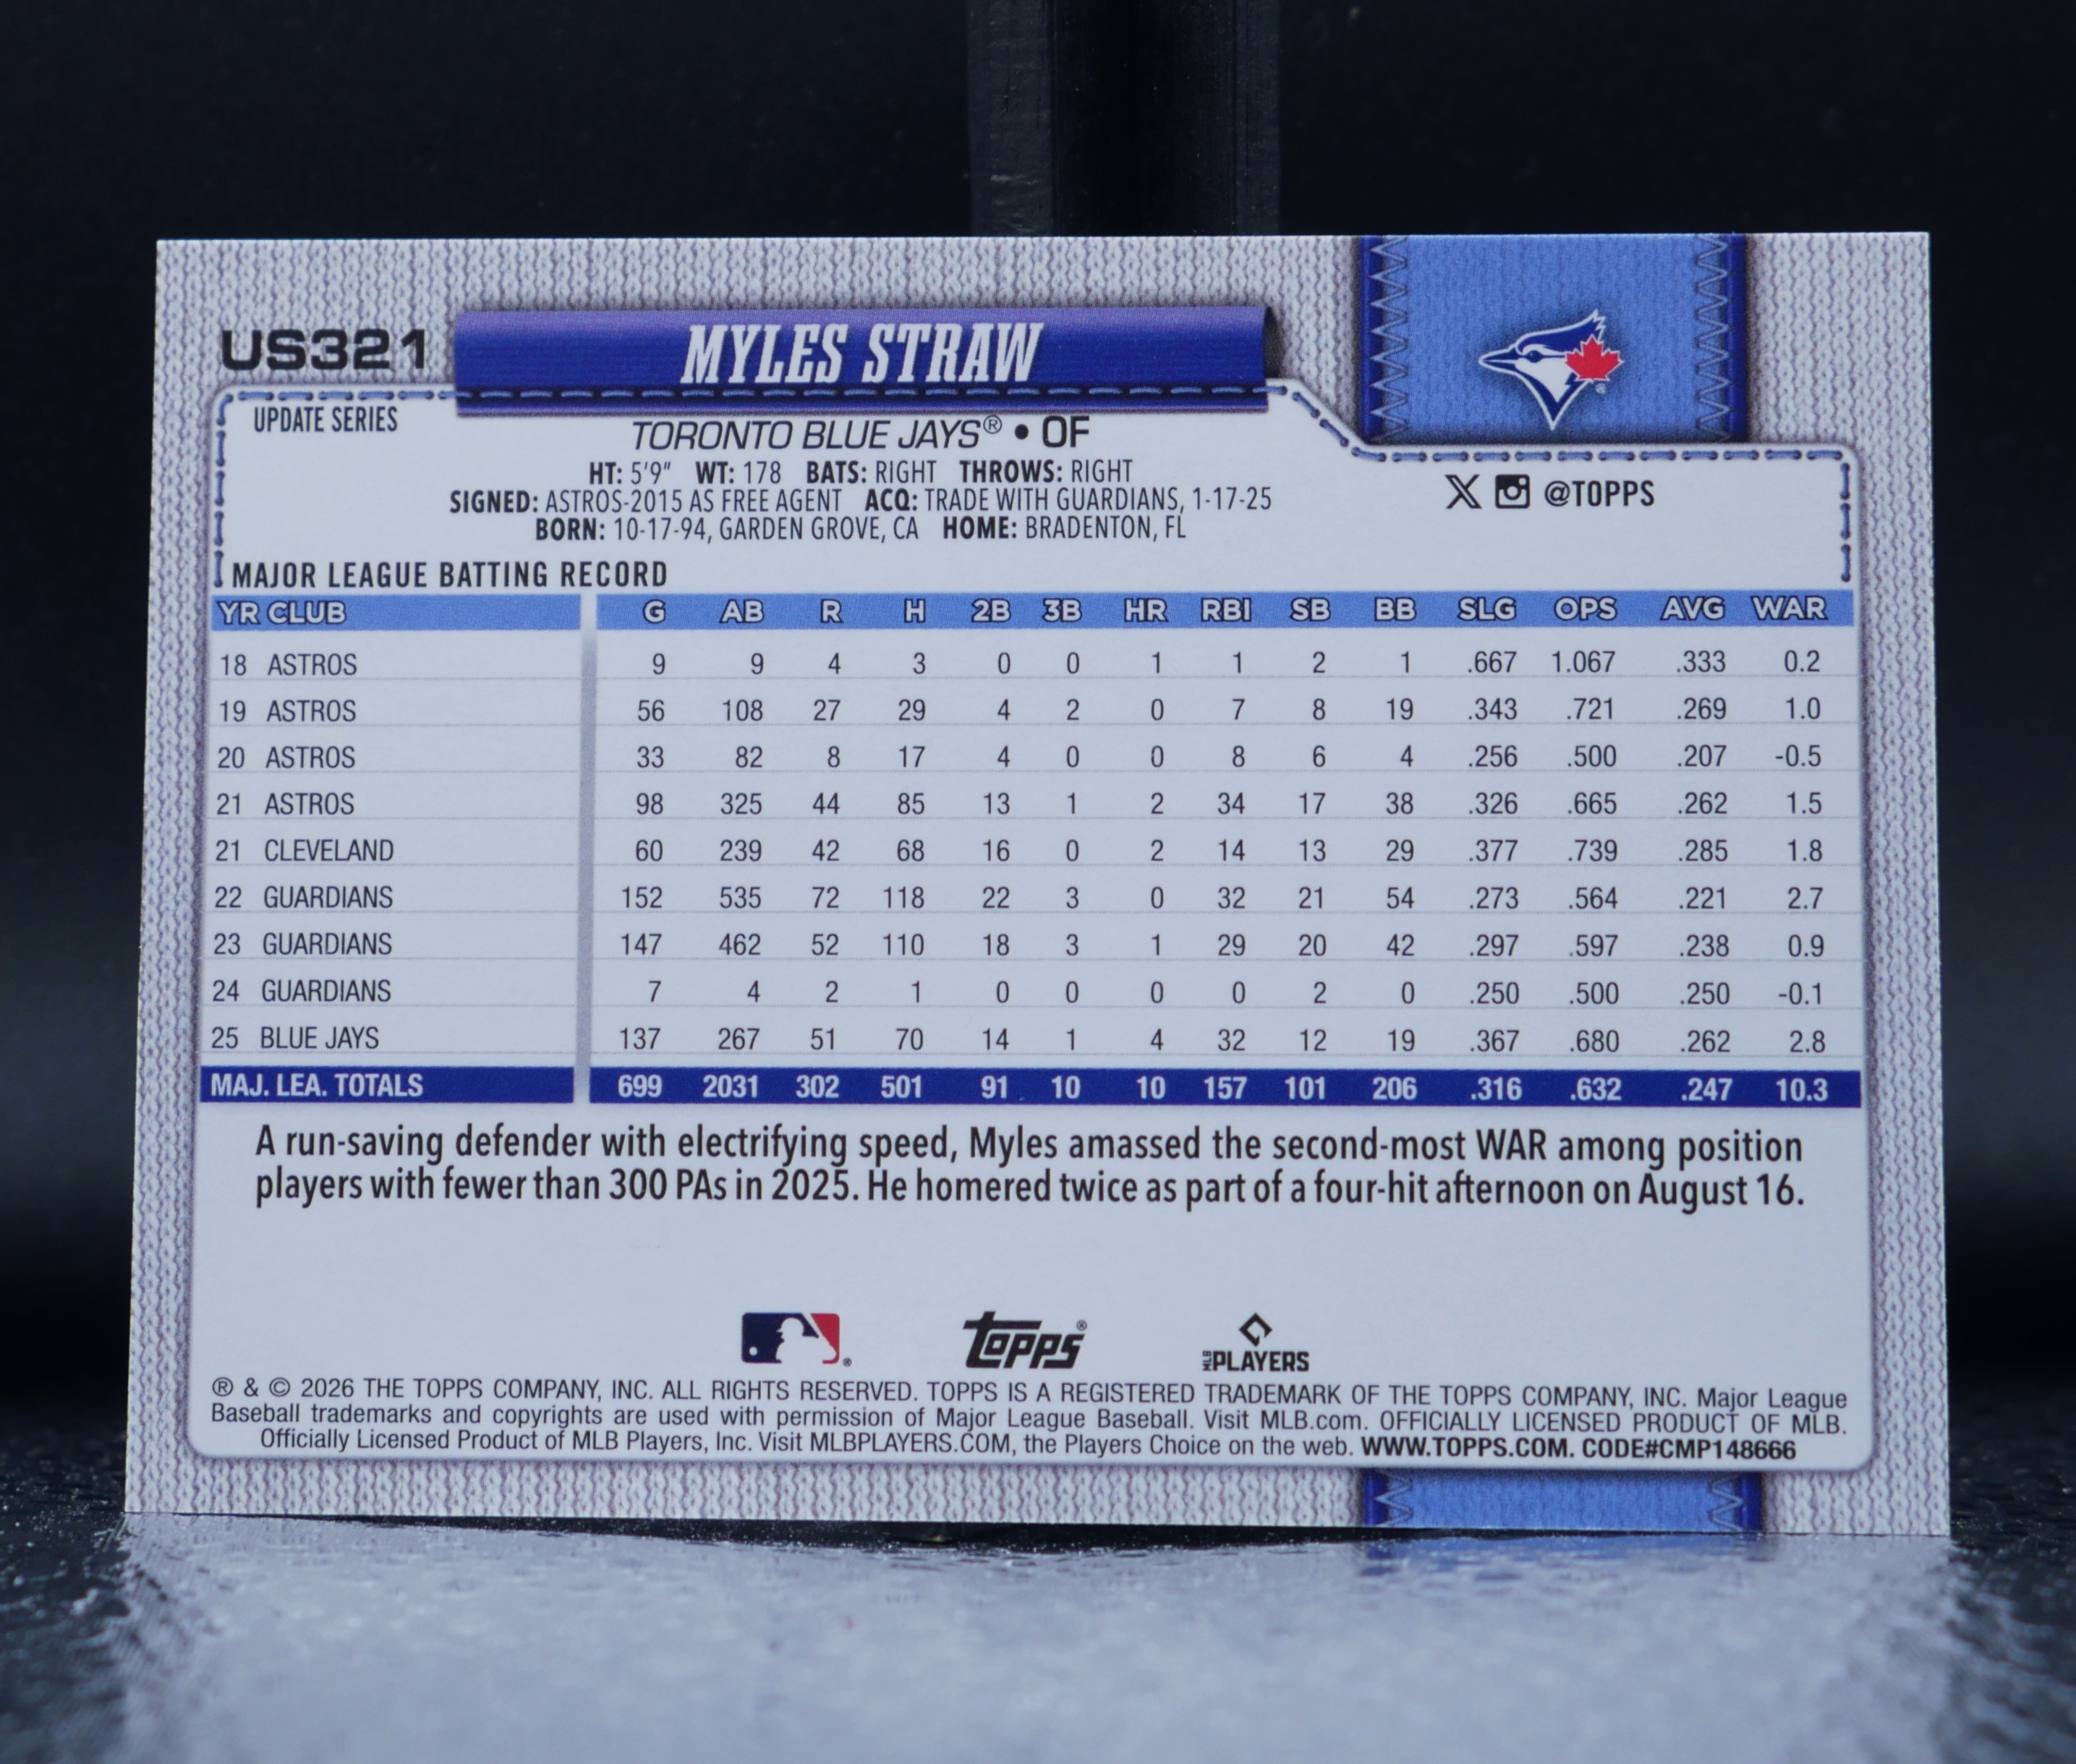 US321
MYLES STRAW
UPDATE SERIES
TORONTO BLUE JAYS® • OF
HT: 5'9" WT: 178 BATS: RIGHT THROWS: RIGHT
SIGNED: ASTROS-2015 AS FREE AGENT ACQ: TRADE WITH GUARDIANS, 1-17-25
BORN: 10-17-94, GARDEN GROVE, CA HOME: BRADENTON, FL
@TOPPS
MAJOR LEAGUE BATTING RECORD
YR CLUB G AB R H 2B 3B HR RBI SB BB SLG OPS AVG WAR
18 ASTROS 9 9 4 3 0 0 1 1 2 1 .667 1.067 .333 0.2
19 ASTROS 56 108 27 29 4 2 0 7 8 19 .343 .721 .269 1.0
20 ASTROS 33 82 8 17 4 0 0 8 6 4 .256 .500 .207 -0.5
21 ASTROS 98 325 44 85 13 1 2 34 17 38 .326 .665 .262 1.5
21 CLEVELAND 60 239 42 68 16 0 2 14 13 29 .377 .739 .285 1.8
22 GUARDIANS 152 535 72 118 22 3 0 32 21 54 .273 .564 .221 2.7
23 GUARDIANS 147 462 52 110 18 3 1 29 20 42 .297 .597 .238 0.9
24 GUARDIANS 7 4 2 1 0 0 0 0 2 0 .250 .500 .250 -0.1
25 BLUE JAYS 137 267 51 70 14 1 4 32 12 19 .367 .680 .262 2.8
MAJ. LEA. TOTALS 699 2031 302 501 91 10 10 157 101 206 .316 .632 .247 10.3
A run-saving defender with electrifying speed, Myles amassed the second-most WAR among position
players with fewer than 300 PAs in 2025. He homered twice as part of a four-hit afternoon on August 16.
Topps® MLB PLAYERS
® & © 2026 THE TOPPS COMPANY, INC. ALL RIGHTS RESERVED. TOPPS IS A REGISTERED TRADEMARK OF THE TOPPS COMPANY, INC. Major League
Baseball trademarks and copyrights are used with permission of Major League Baseball. Visit MLB.com. OFFICIALLY LICENSED PRODUCT OF MLB.
Officially Licensed Product of MLB Players, Inc. Visit MLBPLAYERS.COM, the Players Choice on the web. WWW.TOPPS.COM. CODE#CMP148666